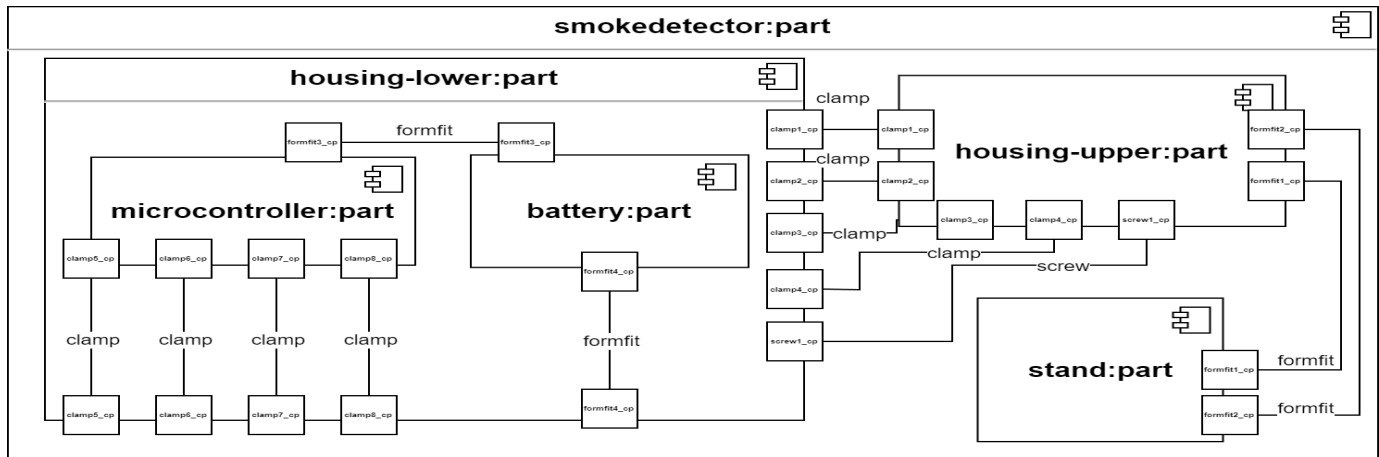 smokedetector:part
housing-lower:part
clamp
clamp1_cp
clamp1_cp
formfit2_cp
formfit3_cp
formfit
formfit3_cp
housing-upper:part
clamp
clamp2_cp
clamp2_cp
formfit1_cp
microcontroller:part
battery:part
clamp3_cp
clamp
clamp3_cp
clamp4_cp
screw1_cp
clamp5_cp
clamp6_cp
clamp7_cp
clamp8_cp
formfit4_cp
clamp4_cp
clamp
screw
clamp
clamp
clamp
clamp
formfit
screw1_cp
stand:part
formfit1_cp
formfit
clamp5_cp
clamp6_cp
clamp7_cp
clamp8_cp
formfit4_cp
formfit2_cp
formfit